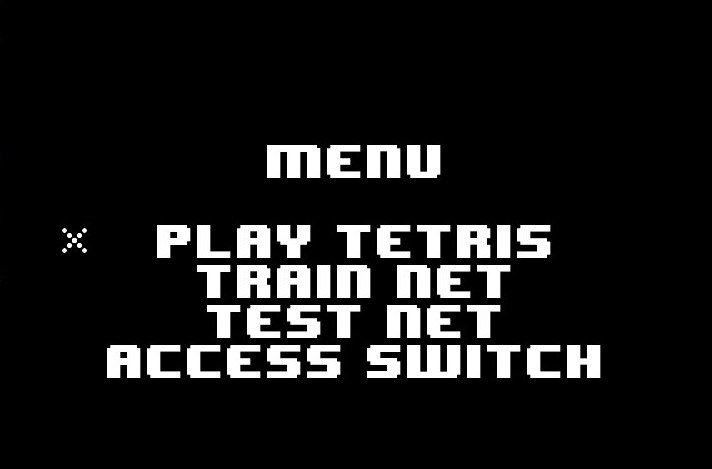 MENU
PLAY TETRIS
TRAIN NET
TEST NET
ACCESS SWITCH